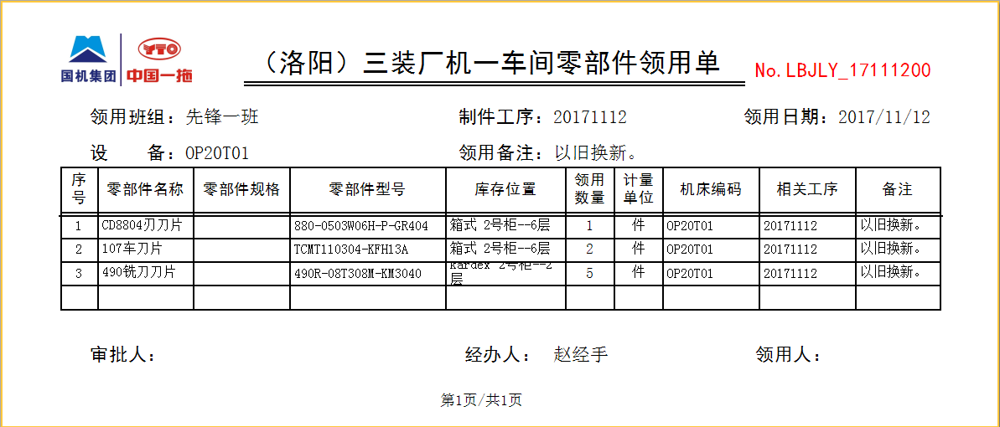 国机集团 YTO 中国一拖
(洛阳)三装厂机一车间零部件领用单 No.LBJLY_17111200
领用班组:先锋一班 制件工序:20171112 领用日期:2017/11/12
设 备:OP20T01 领用备注:以旧换新。
序号 零部件名称 零部件规格 零部件型号 库存位置 领用数量 计量单位 机床编码 相关工序 备注
1 CD8804刃刀片 880-0503W06H-P-GR404 箱式 2号柜--6层 1 件 OP20T01 20171112 以旧换新。
2 107车刀片 TCMT110304-KFH13A 箱式 2号柜--6层 2 件 OP20T01 20171112 以旧换新。
3 490铣刀刀片 490R-08T308M-KM3040 kardex 2号柜--2层 5 件 OP20T01 20171112 以旧换新。
审批人: 经办人: 赵经手 领用人:
第1页/共1页